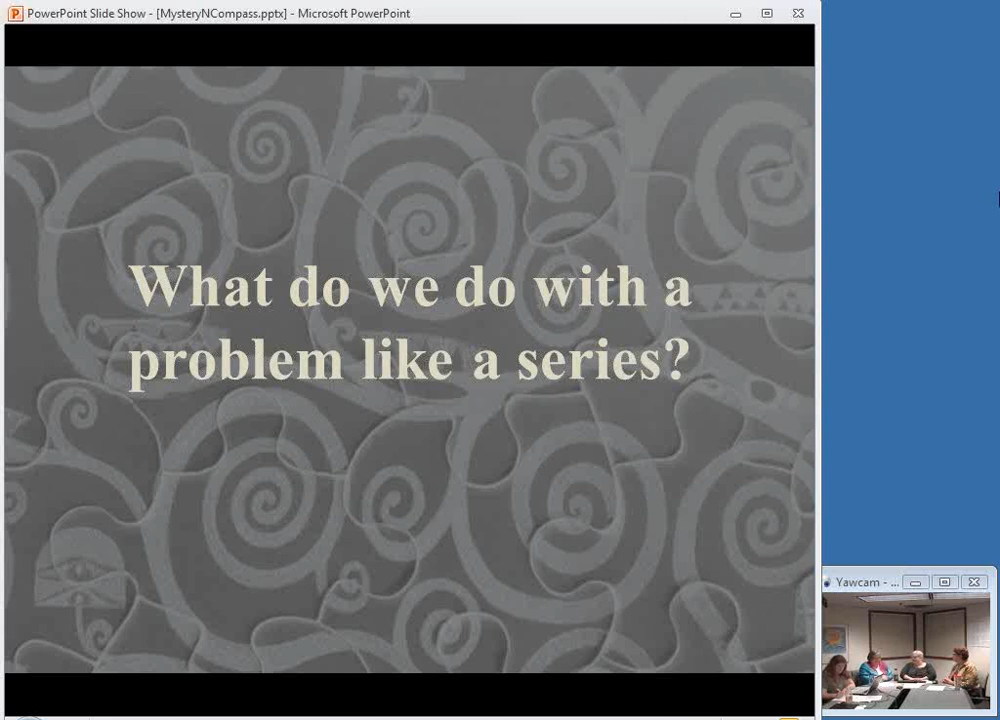 PowerPoint Slide Show - [MysteryNCompass.pptx] - Microsoft PowerPoint
What do we do with a
problem like a series?
Yawcam - ...